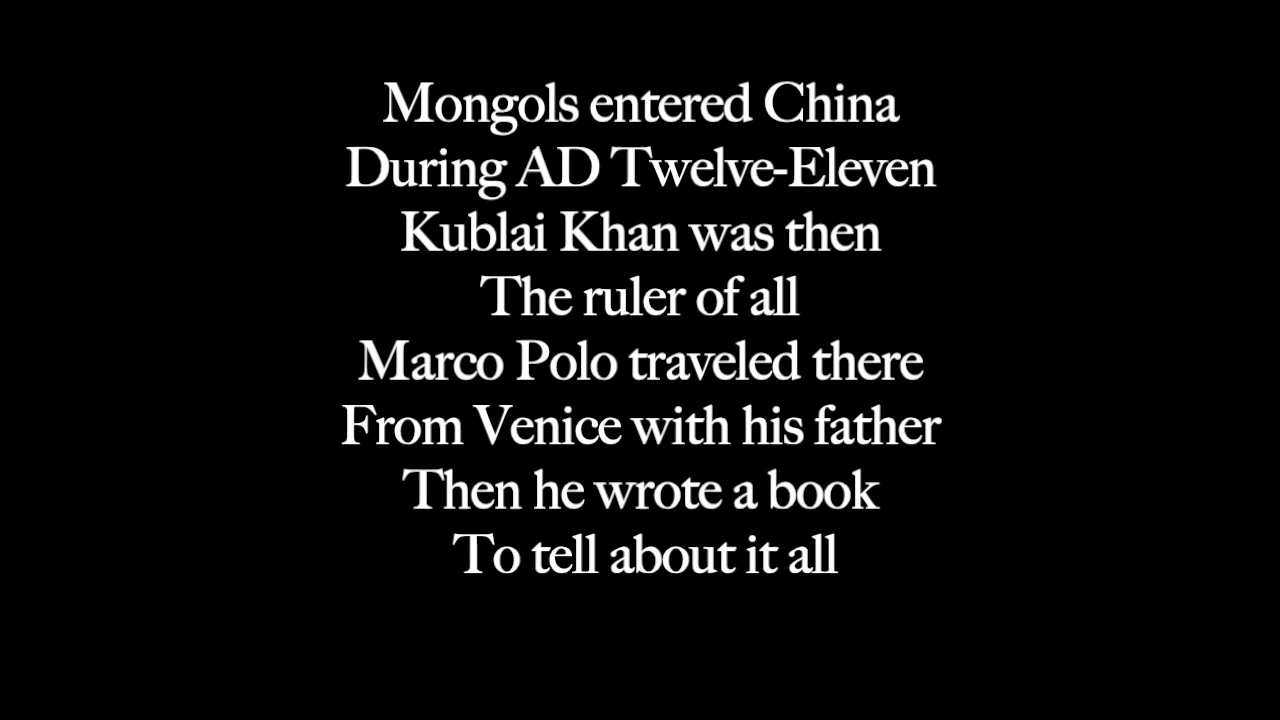 Mongols entered China
During AD Twelve-Eleven
Kublai Khan was then
The ruler of all
Marco Polo traveled there
From Venice with his father
Then he wrote a book
To tell about it all